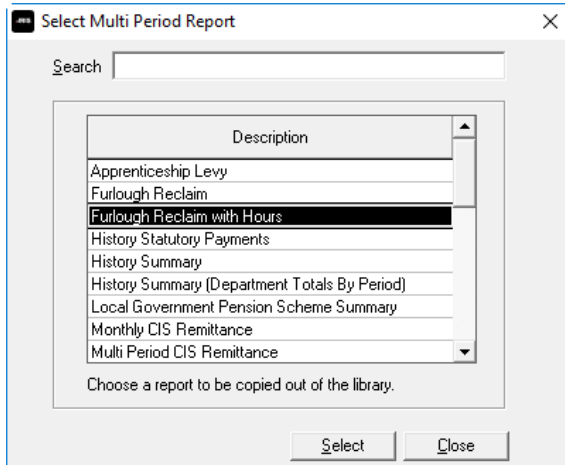 Select Multi Period Report
Search
Description
Apprenticeship Levy
Furlough Reclaim
Furlough Reclaim with Hours
History Statutory Payments
History Summary
History Summary (Department Totals By Period)
Local Government Pension Scheme Summary
Monthly CIS Remittance
Multi Period CIS Remittance
Choose a report to be copied out of the library.
Select Close